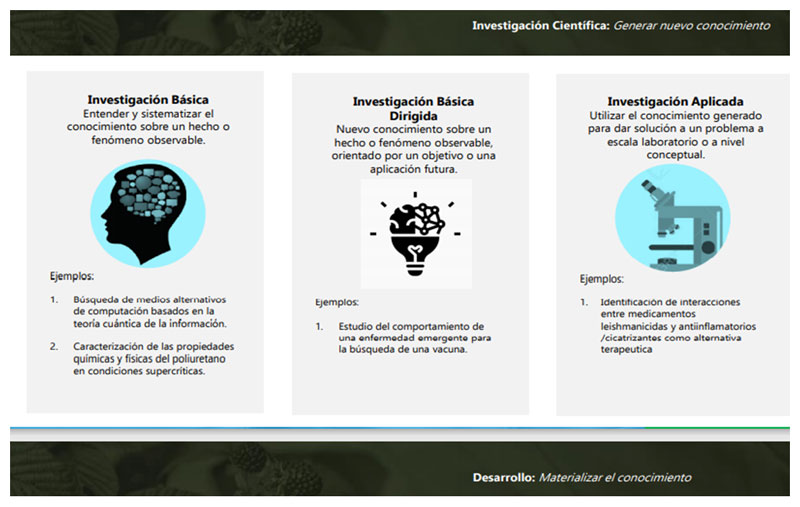 Investigación Científica: Generar nuevo conocimiento
Investigación Básica
Entender y sistematizar el
conocimiento sobre un hecho o
fenómeno observable.
Ejemplos:
1. Búsqueda de medios alternativos
de computación basados en la
teoría cuántica de la información.
2. Caracterización de las propiedades
químicas y físicas del poliuretano
en condiciones supercríticas.
Investigación Básica
Dirigida
Nuevo conocimiento sobre un
hecho o fenómeno observable,
orientado por un objetivo o una
aplicación futura.
Ejemplos:
1. Estudio del comportamiento de
una enfermedad emergente para
la búsqueda de una vacuna.
Investigación Aplicada
Utilizar el conocimiento generado
para dar solución a un problema a
escala laboratorio o a nivel
conceptual.
Ejemplos:
1. Identificación de interacciones
entre medicamentos
leishmanicidas y antiinflamatorios
/cicatrizantes como alternativa
terapeutica
Desarrollo: Materializar el conocimiento